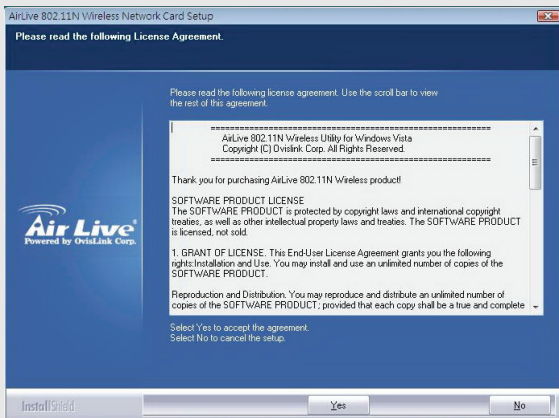 AirLive 802.11N Wireless Network Card Setup
Please read the following License Agreement.
Please read the following license agreement. Use the scroll bar to view
the rest of this agreement.
============================================================
AirLive 802.11N Wireless Utility for Windows Vista
Copyright (C) Ovislink Corp. All Rights Reserved.
============================================================
Thank you for purchasing AirLive 802.11N Wireless product!
SOFTWARE PRODUCT LICENSE
The SOFTWARE PRODUCT is protected by copyright laws and international copyright
treaties, as well as other intellectual property laws and treaties. The SOFTWARE PRODUCT
is licensed, not sold.
1. GRANT OF LICENSE. This End-User License Agreement grants you the following
rights:Installation and Use. You may install and use an unlimited number of copies of the
SOFTWARE PRODUCT.
Reproduction and Distribution. You may reproduce and distribute an unlimited number of
copies of the SOFTWARE PRODUCT; provided that each copy shall be a true and complete
Air Live®
Powered by OvisLink Corp.
Select Yes to accept the agreement.
Select No to cancel the setup.
InstallShield
Yes
No